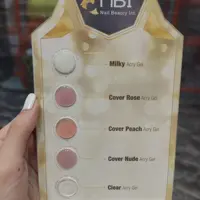 NBI
Nail Beauty
Milky Acry Gel
Cover Rose Acry Gel
Cover Peach Acry Gel
Cover Nude Acry Gel
Clear Acry Gel